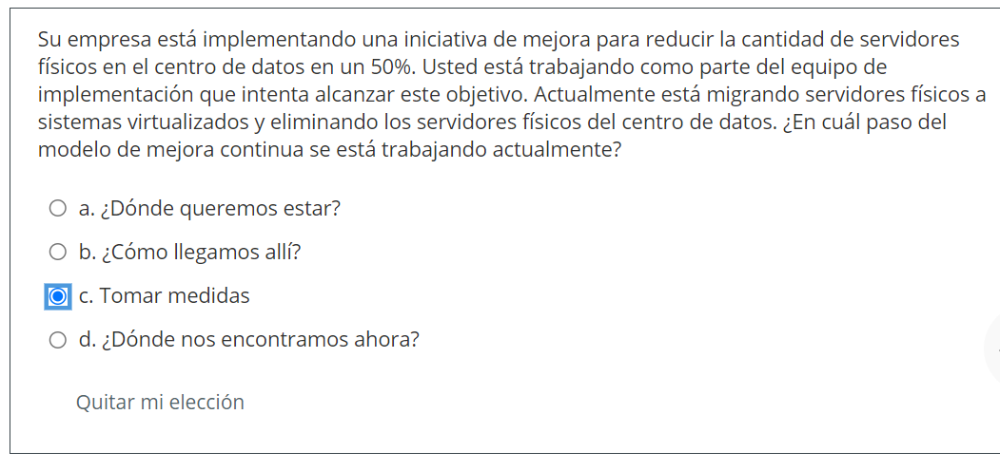 Su empresa está implementando una iniciativa de mejora para reducir la cantidad de servidores
físicos en el centro de datos en un 50%. Usted está trabajando como parte del equipo de
implementación que intenta alcanzar este objetivo. Actualmente está migrando servidores físicos a
sistemas virtualizados y eliminando los servidores físicos del centro de datos. ¿En cuál paso del
modelo de mejora continua se está trabajando actualmente?
a. ¿Dónde queremos estar?
b. ¿Cómo llegamos allí?
c. Tomar medidas
d. ¿Dónde nos encontramos ahora?
Quitar mi elección